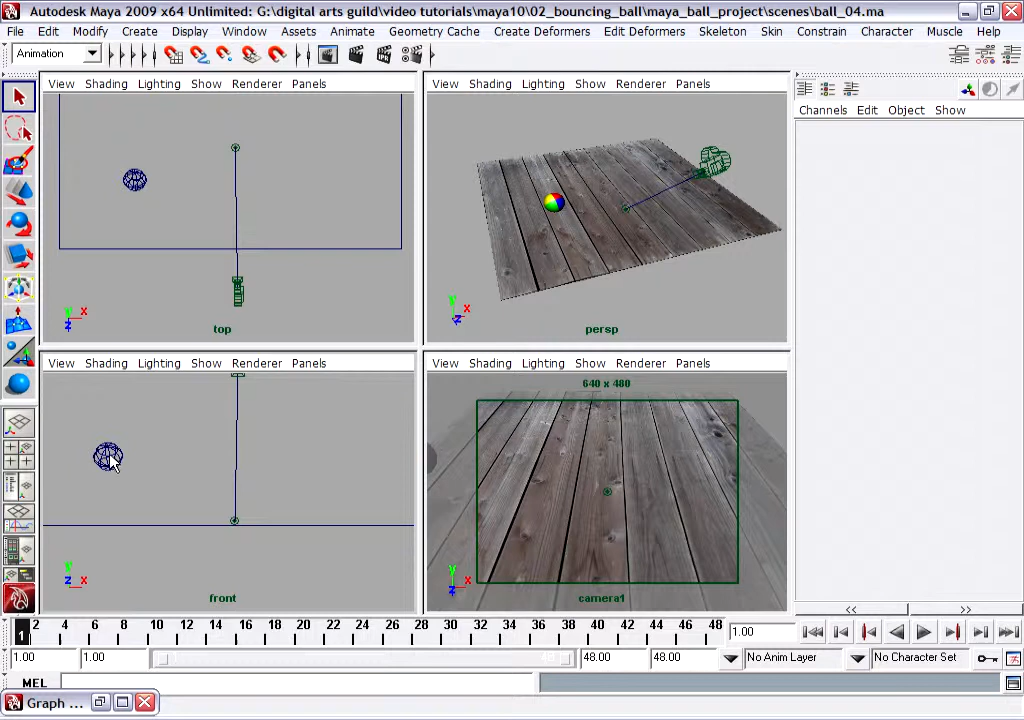 Autodesk Maya 2009 x64 Unlimited: G:\digital arts guild\video tutorials\maya10\02_bouncing_ball\maya_ball_project\scenes\ball_04.ma
File Edit Modify Create Display Window Assets Animate Geometry Cache Create Deformers Edit Deformers Skeleton Skin Constrain Character Muscle Help
Animation
View Shading Lighting Show Renderer Panels
View Shading Lighting Show Renderer Panels
Channels Edit Object Show
y x z
top
y x z
persp
View Shading Lighting Show Renderer Panels
View Shading Lighting Show Renderer Panels
640 x 480
y z x
front
y z x
camera1
<< >>
1 2 4 6 8 10 12 14 16 18 20 22 24 26 28 30 32 34 36 38 40 42 44 46 48 1.00
1.00 1.00 48.00 48.00 No Anim Layer No Character Set
MEL
Graph ...